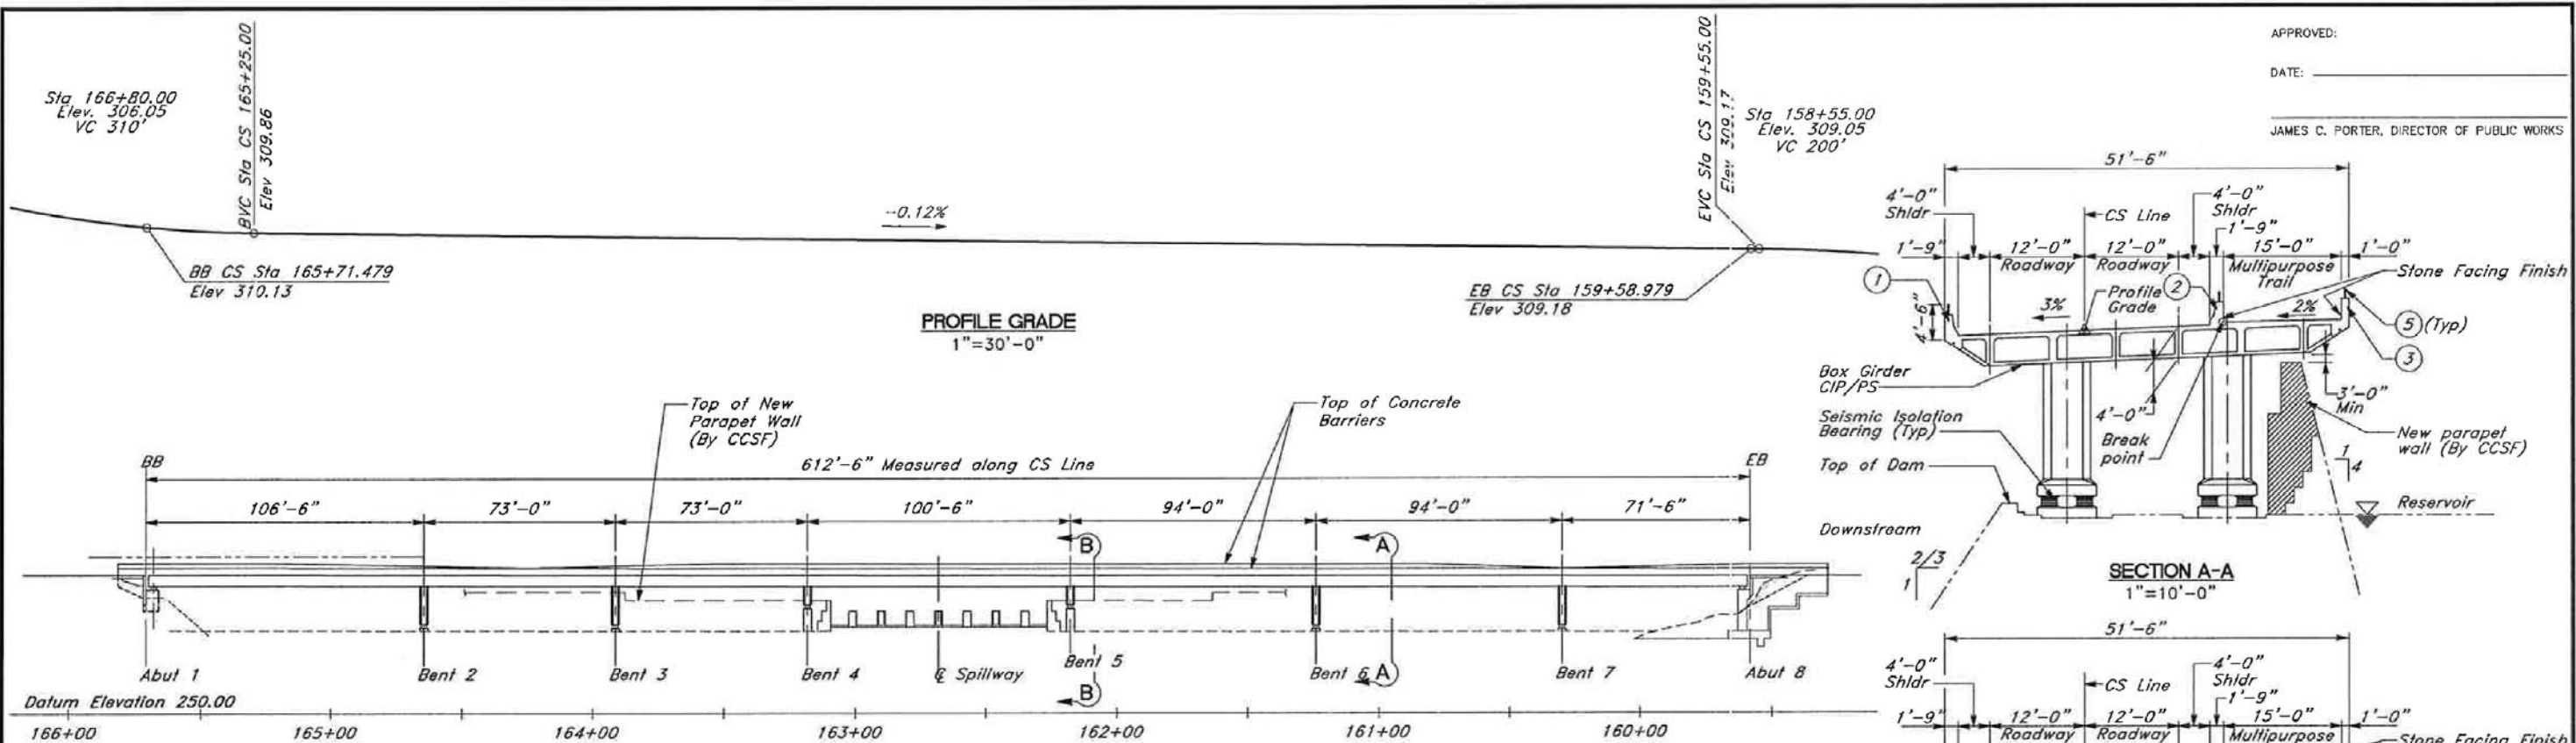 APPROVED:
DATE:
JAMES C. PORTER, DIRECTOR OF PUBLIC WORKS
Sta 166+80.00
Elev. 306.05
VC 310'
BVC Sta CS 165+25.00
Elev 309.86
BB CS Sta 165+71.479
Elev 310.13
-0.12%
EVC Sta CS 159+55.00
Elev 309.17
Sta 158+55.00
Elev. 309.05
VC 200'
EB CS Sta 159+58.979
Elev 309.18
PROFILE GRADE
1"=30'-0"
Top of New
Parapet Wall
(By CCSF)
Top of Concrete
Barriers
BB
612'-6" Measured along CS Line
EB
106'-6"
73'-0"
73'-0"
100'-6"
94'-0"
94'-0"
71'-6"
B
A
Abut 1
Bent 2
Bent 3
Bent 4
℄ Spillway
Bent 5
Bent 6
A
Bent 7
Abut 8
B
Datum Elevation 250.00
166+00
165+00
164+00
163+00
162+00
161+00
160+00
51'-6"
4'-0"
Shldr
CS Line
4'-0"
Shldr
1'-9"
1'-9"
12'-0"
Roadway
12'-0"
Roadway
15'-0"
Multipurpose
Trail
1'-0"
Stone Facing Finish
1
4'-6"
3%
Profile
Grade
2
2%
5 (Typ)
3
Box Girder
CIP/PS
4'-0"
3'-0"
Min
Seismic Isolation
Bearing (Typ)
Break
point
New parapet
wall (By CCSF)
1
4
Top of Dam
Reservoir
Downstream
2/3
1
SECTION A-A
1"=10'-0"
51'-6"
4'-0"
Shldr
CS Line
4'-0"
Shldr
1'-9"
1'-9"
12'-0"
Roadway
12'-0"
Roadway
15'-0"
Multipurpose
1'-0"
Stone Facing Finish